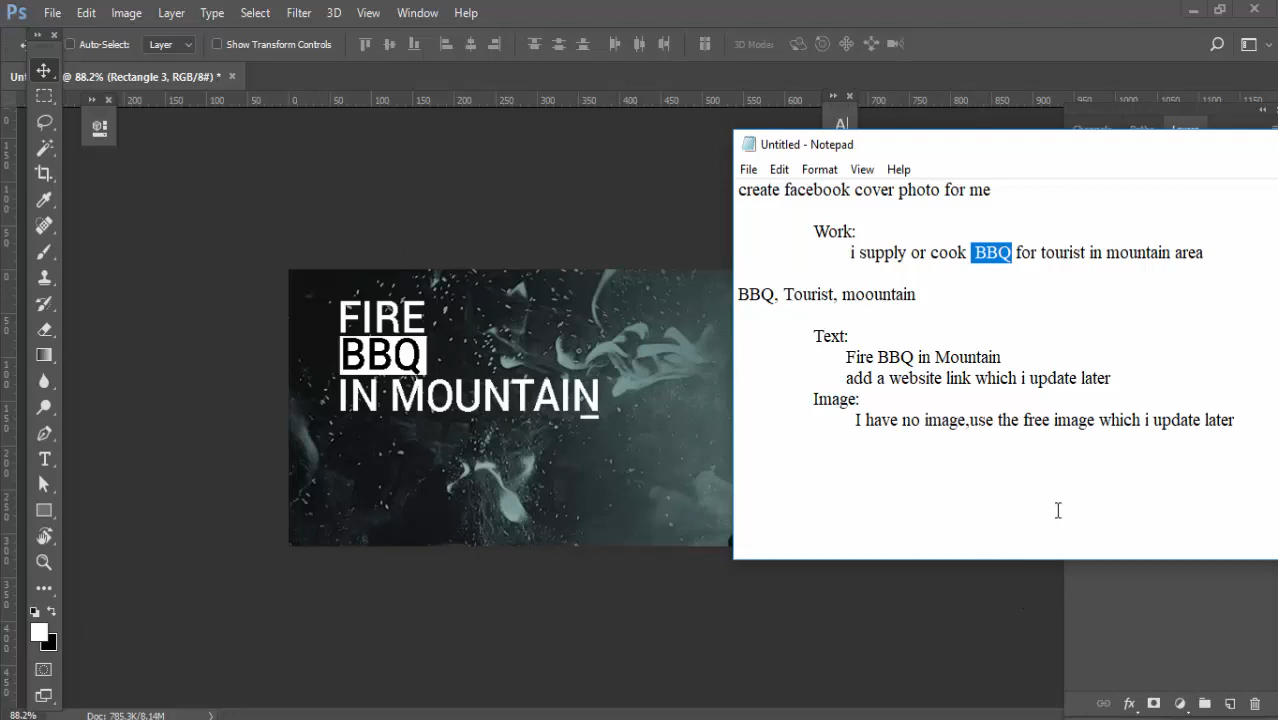 Ps File Edit Image Layer Type Select Filter 3D View Window Help
Auto-Select: Layer Show Transform Controls 3D Mode:
@ 88.2% (Rectangle 3, RGB/8#) *
200 150 100 50 0 50 100 150 200 250 300 350 400 450 500 550 600 700 750 800 850 900 950 1000 1050 1100 1150
Untitled - Notepad
File Edit Format View Help
create facebook cover photo for me
Work:
i supply or cook BBQ for tourist in mountain area
BBQ, Tourist, moountain
Text:
Fire BBQ in Mountain
add a website link which i update later
Image:
I have no image,use the free image which i update later
FIRE
BBQ
IN MOUNTAIN
88.2% Doc: 785.3K/8.14M